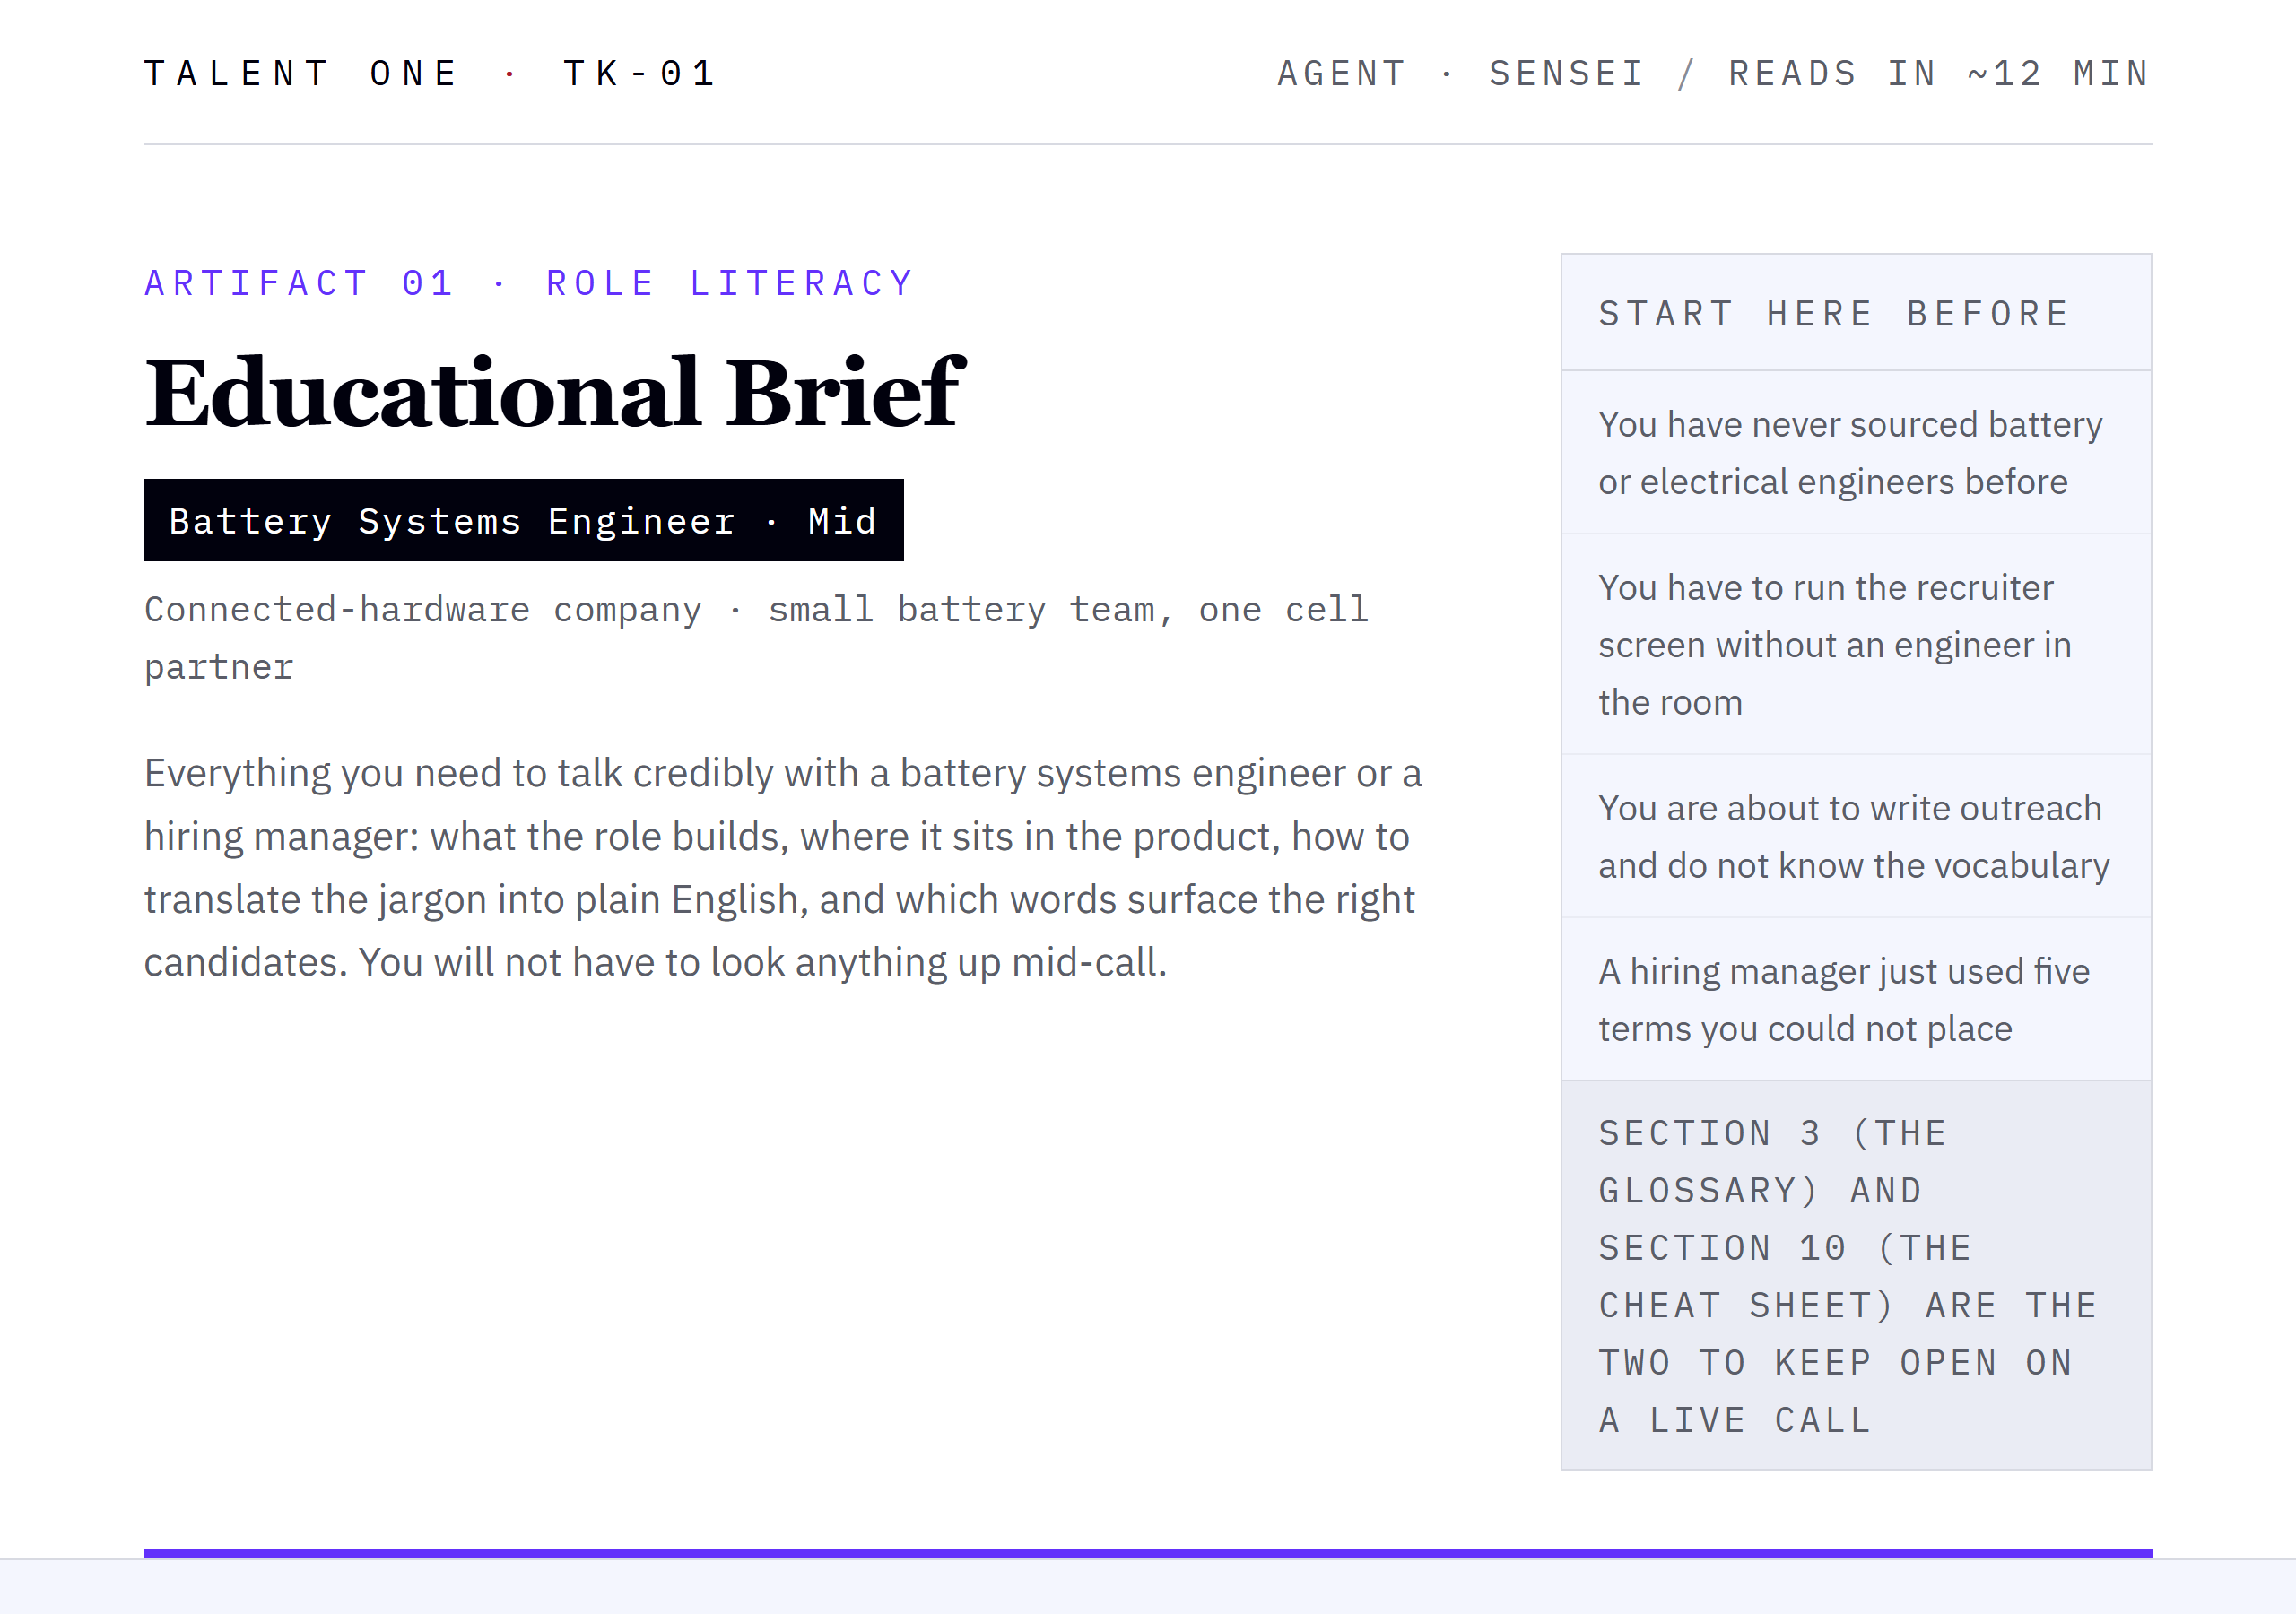 TALENT ONE · TK-01
AGENT · SENSEI / READS IN ~12 MIN
ARTIFACT 01 · ROLE LITERACY
Educational Brief
Battery Systems Engineer · Mid
Connected-hardware company · small battery team, one cell
partner
Everything you need to talk credibly with a battery systems engineer or a
hiring manager: what the role builds, where it sits in the product, how to
translate the jargon into plain English, and which words surface the right
candidates. You will not have to look anything up mid-call.
START HERE BEFORE
You have never sourced battery
or electrical engineers before
You have to run the recruiter
screen without an engineer in
the room
You are about to write outreach
and do not know the vocabulary
A hiring manager just used five
terms you could not place
SECTION 3 (THE
GLOSSARY) AND
SECTION 10 (THE
CHEAT SHEET) ARE THE
TWO TO KEEP OPEN ON
A LIVE CALL